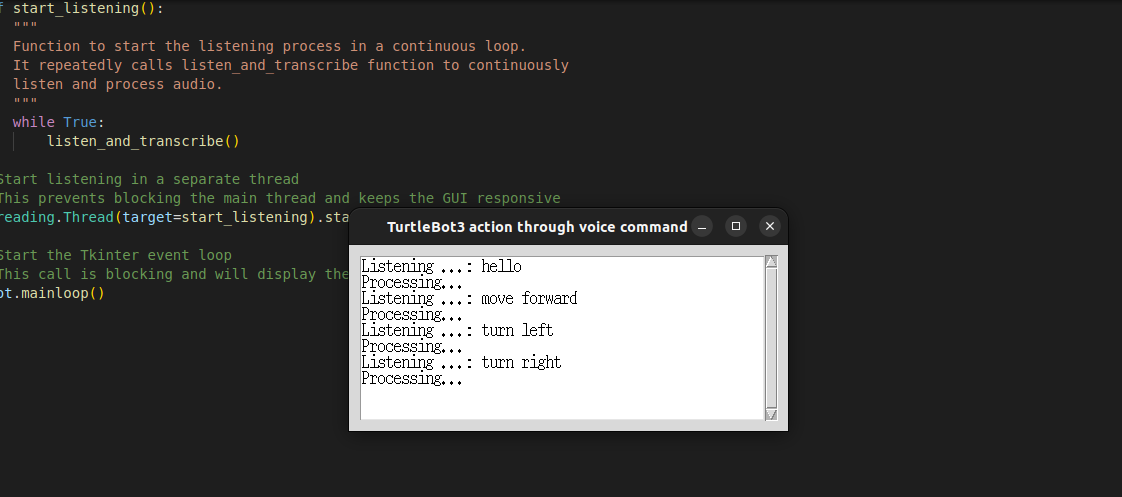 f start_listening():
"""
Function to start the listening process in a continuous loop.
It repeatedly calls listen_and_transcribe function to continuously
listen and process audio.
"""
while True:
listen_and_transcribe()
Start listening in a separate thread
This prevents blocking the main thread and keeps the GUI responsive
reading.Thread(target=start_listening).sta
Start the Tkinter event loop
This call is blocking and will display the
ot.mainloop()
TurtleBot3 action through voice command
Listening ...: hello
Processing...
Listening ...: move forward
Processing...
Listening ...: turn left
Processing...
Listening ...: turn right
Processing...